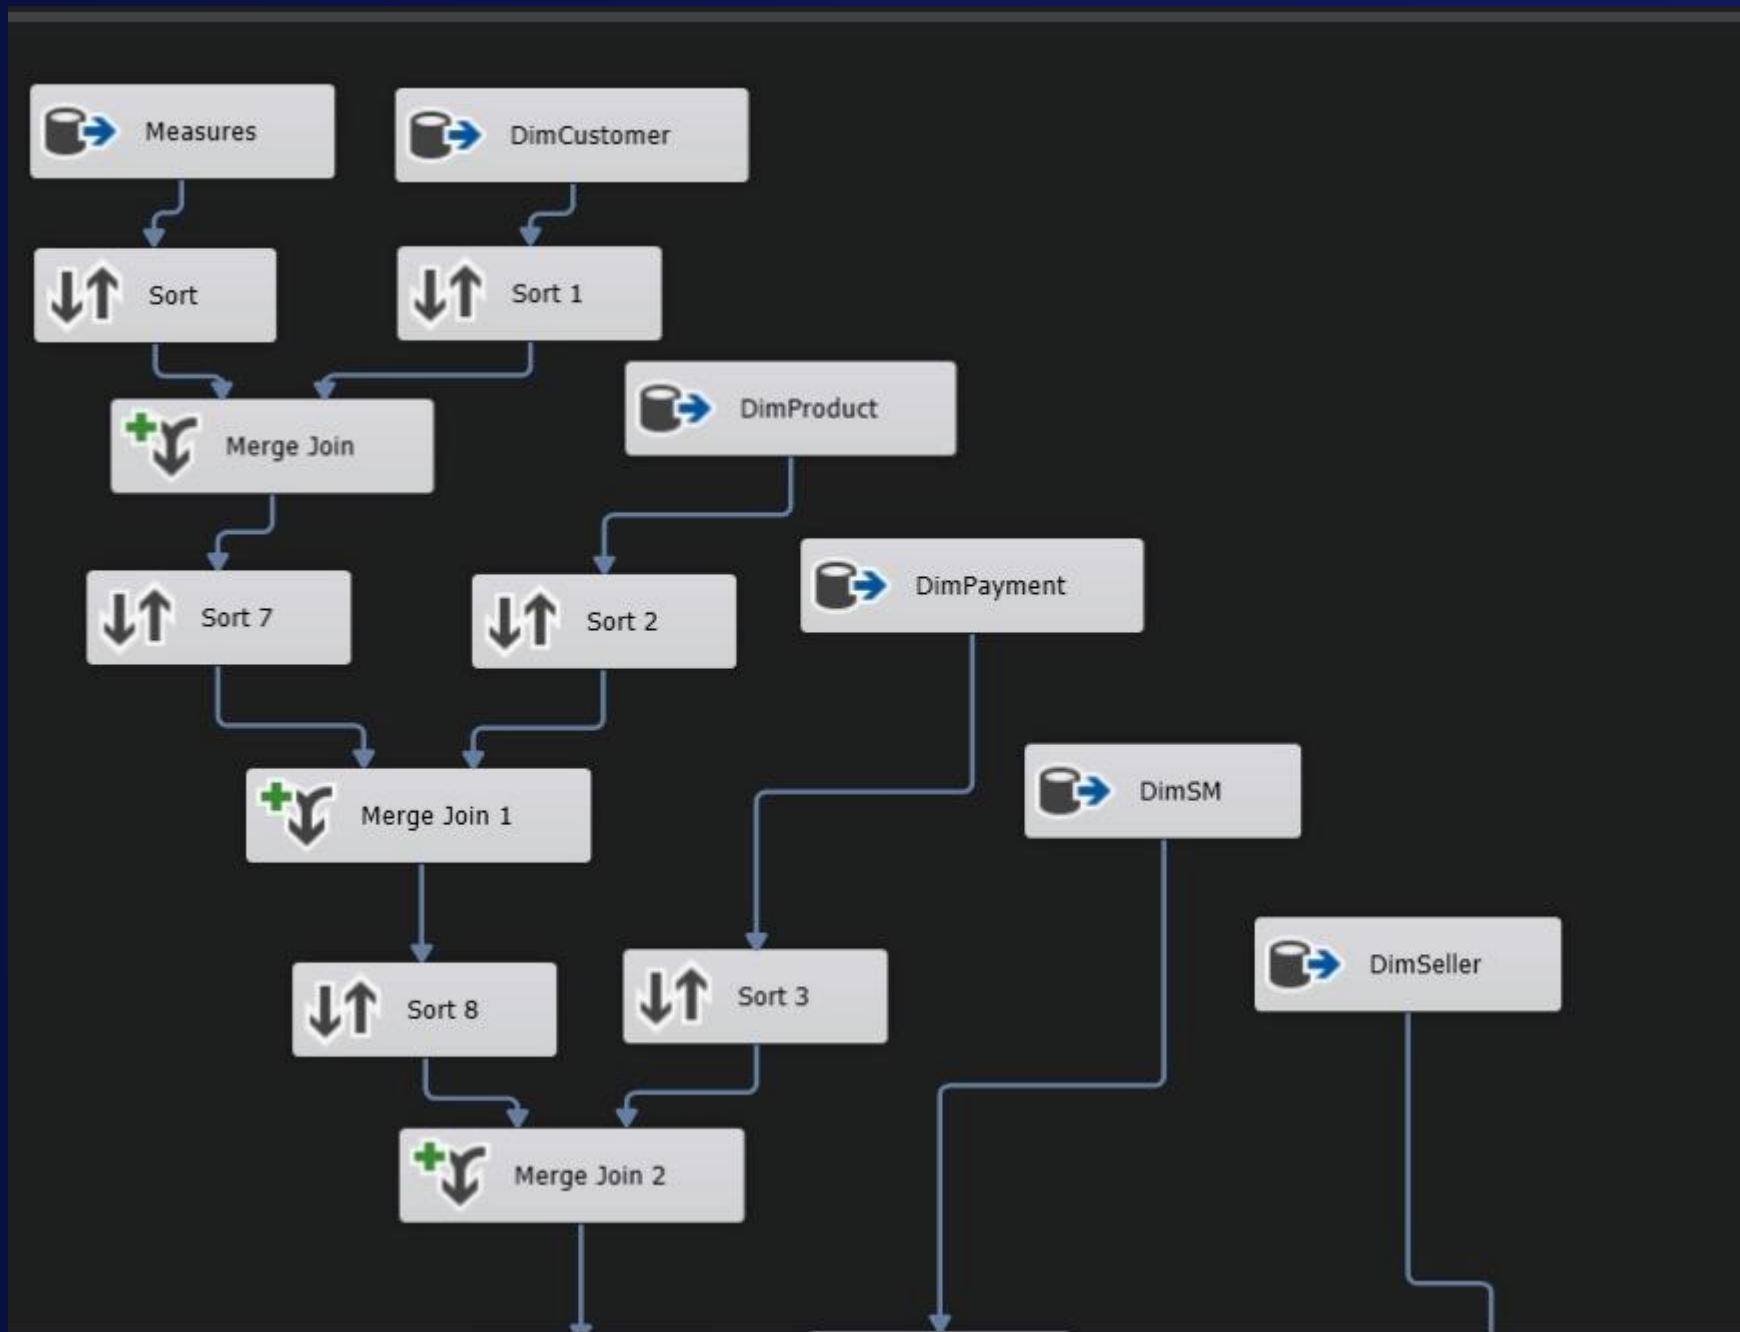 Measures
DimCustomer
Sort
Sort 1
DimProduct
Merge Join
DimPayment
Sort 7
Sort 2
DimSM
Merge Join 1
DimSeller
Sort 8
Sort 3
Merge Join 2